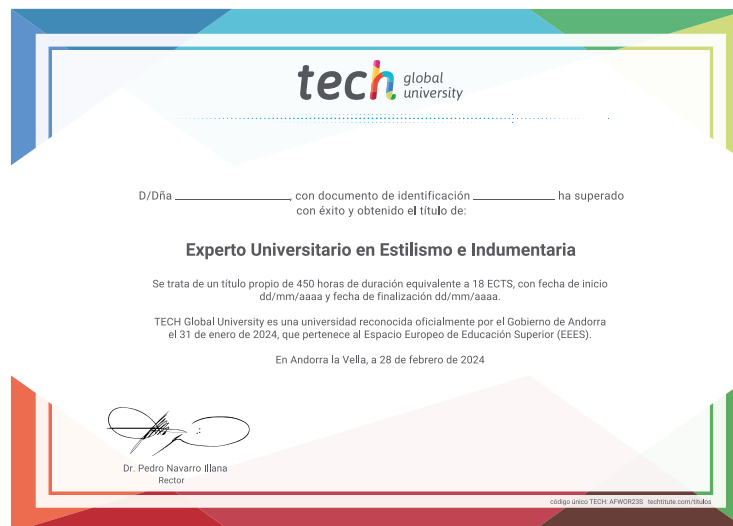 tech global
university
D/Dña ________________, con documento de identificación ____________ ha superado
con éxito y obtenido el título de:
Experto Universitario en Estilismo e Indumentaria
Se trata de un título propio de 450 horas de duración equivalente a 18 ECTS, con fecha de inicio
dd/mm/aaaa y fecha de finalización dd/mm/aaaa.
TECH Global University es una universidad reconocida oficialmente por el Gobierno de Andorra
el 31 de enero de 2024, que pertenece al Espacio Europeo de Educación Superior (EEES).
En Andorra la Vella, a 28 de febrero de 2024
Dr. Pedro Navarro Illana
Rector
código único TECH: AFWOR23S techtitute.com/titulos